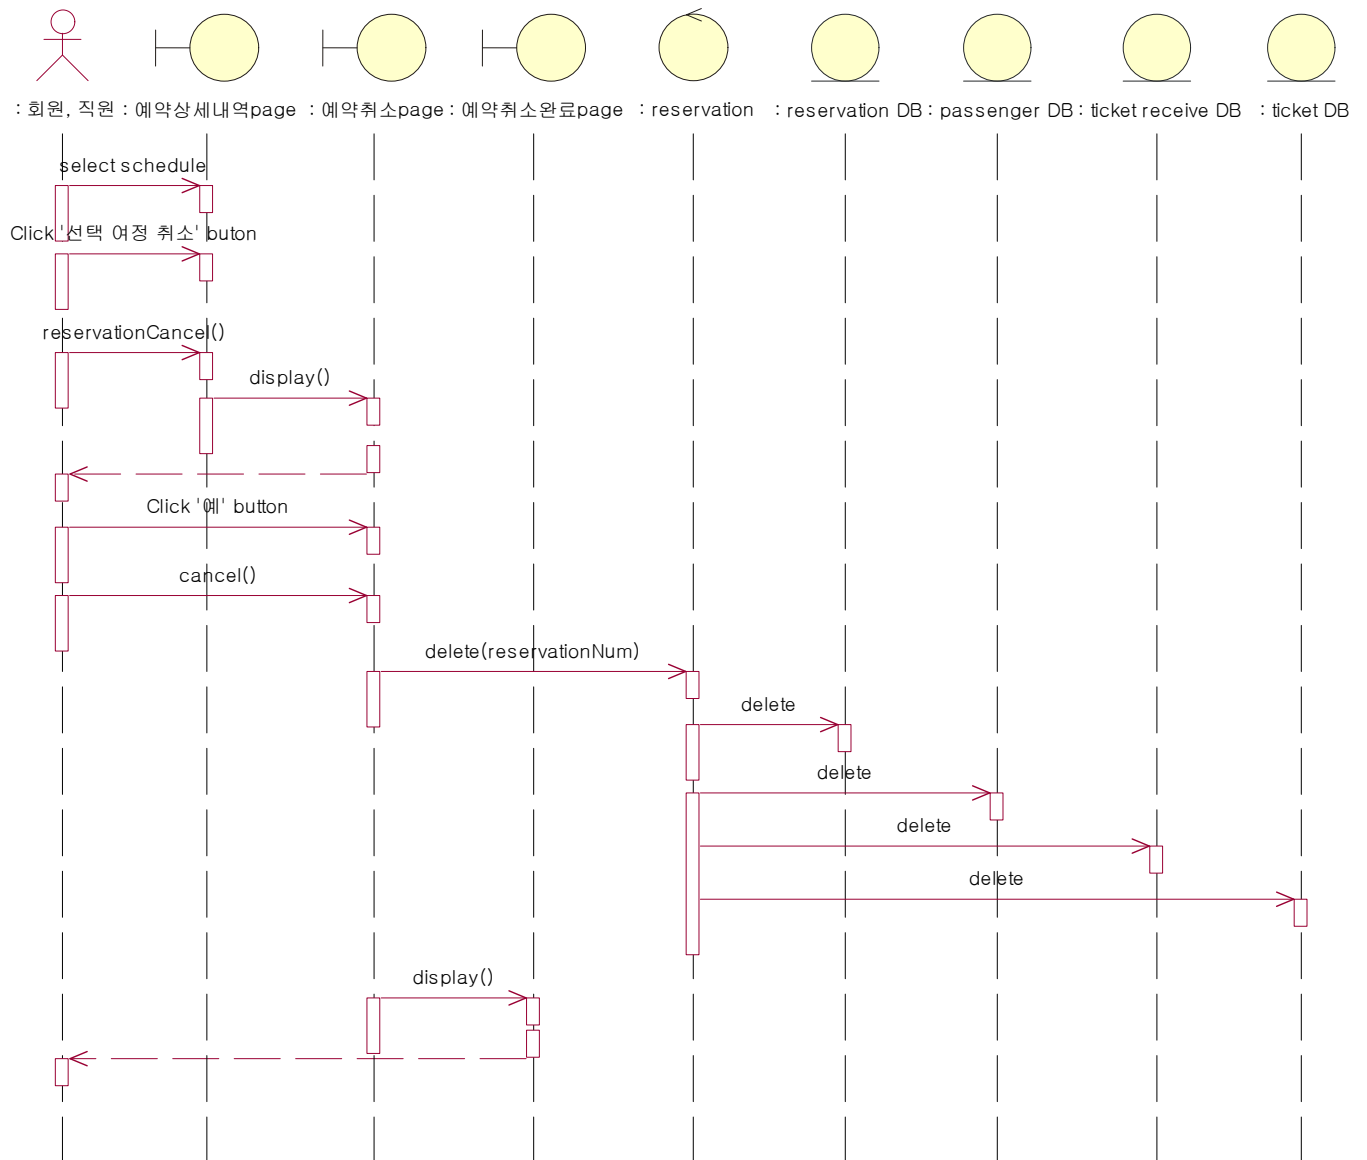 : 회원, 직원 : 예약상세내역page : 예약취소page : 예약취소완료page : reservation : reservation DB : passenger DB : ticket receive DB : ticket DB
select schedule
Click '선택 여정 취소' buton
reservationCancel()
display()
Click '예' button
cancel()
delete(reservationNum)
delete
delete
delete
delete
display()